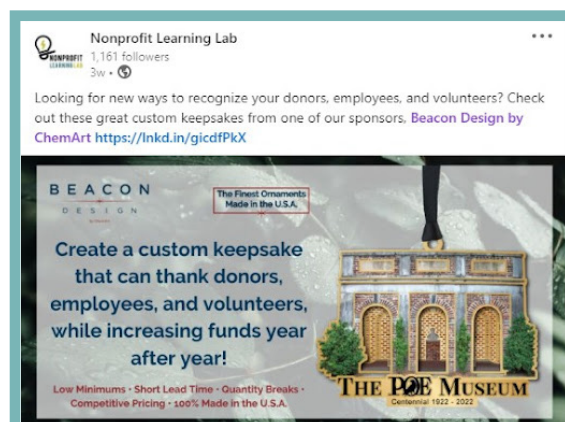 Nonprofit Learning Lab
1,161 followers
3w •
NONPROFIT
LEARNING LAB
Looking for new ways to recognize your donors, employees, and volunteers? Check
out these great custom keepsakes from one of our sponsors, Beacon Design by
ChemArt https://lnkd.in/gicdfPkX
BEACON
DESIGN
The Finest Ornaments
Made in the U.S.A.
Create a custom keepsake
that can thank donors,
employees, and volunteers,
while increasing funds year
after year!
Low Minimums • Short Lead Time • Quantity Breaks •
Competitive Pricing • 100% Made in the U.S.A.
THE POE MUSEUM
Centennial 1922 - 2022